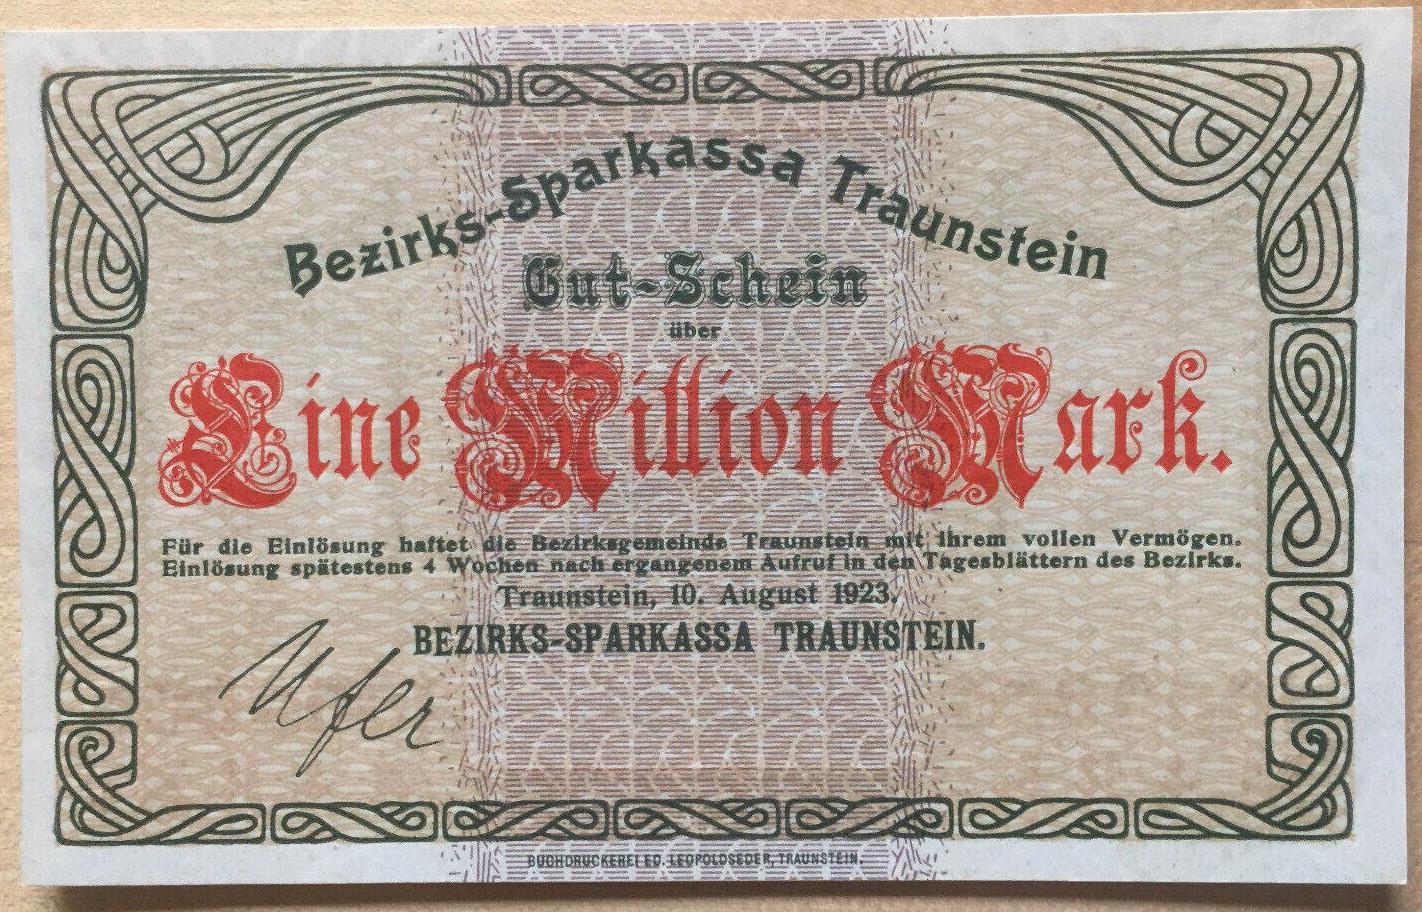 Bezirks-Sparkassa Traunstein
Gut-Schein
über
Eine Million Mark.
Für die Einlösung haftet die Bezirksgemeinde Traunstein mit ihrem vollen Vermögen.
Einlösung spätestens 4 Wochen nach ergangenem Aufruf in den Tagesblättern des Bezirks.
Traunstein, 10. August 1923.
BEZIRKS-SPARKASSA TRAUNSTEIN.
Ufer
BUCHDRUCKEREI ED. LEOPOLDSEDER, TRAUNSTEIN.